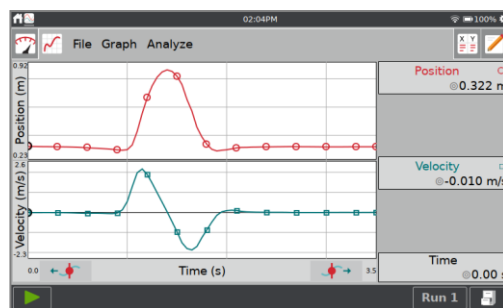 02:04PM
100%
File Graph Analyze
X Y
0.92
Position (m)
0.23
2.6
Velocity (m/s)
-2.3
0.0
Time (s)
3.5
Position
0.322 m
Velocity
-0.010 m/s
Time
0.00 s
Run 1